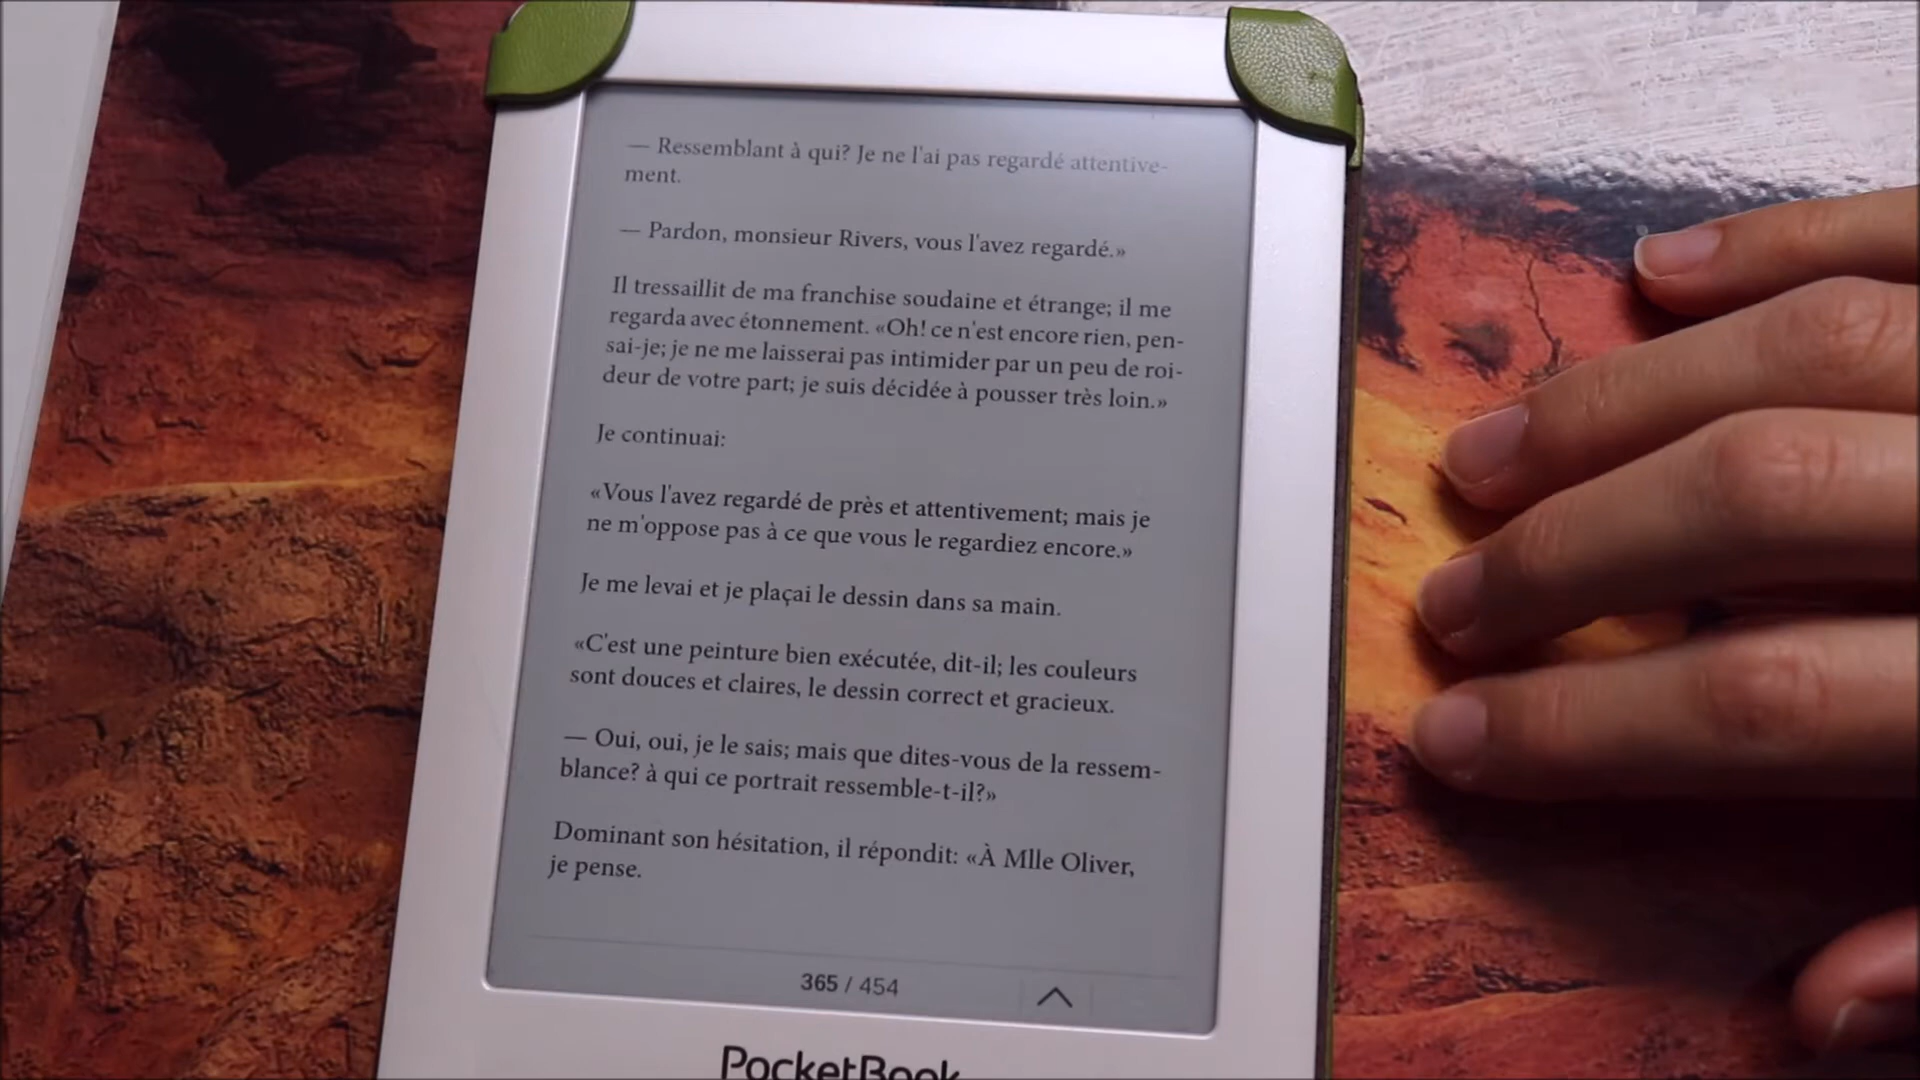 — Ressemblant à qui? Je ne l'ai pas regardé attentive-
ment.
— Pardon, monsieur Rivers, vous l'avez regardé.»
Il tressaillit de ma franchise soudaine et étrange; il me
regarda avec étonnement. «Oh! ce n'est encore rien, pen-
sai-je; je ne me laisserai pas intimider par un peu de roi-
deur de votre part; je suis décidée à pousser très loin.»
Je continuai:
«Vous l'avez regardé de près et attentivement; mais je
ne m'oppose pas à ce que vous le regardiez encore.»
Je me levai et je plaçai le dessin dans sa main.
«C'est une peinture bien exécutée, dit-il; les couleurs
sont douces et claires, le dessin correct et gracieux.
— Oui, oui, je le sais; mais que dites-vous de la ressem-
blance? à qui ce portrait ressemble-t-il?»
Dominant son hésitation, il répondit: «À Mlle Oliver,
je pense.
365 / 454
PocketBook